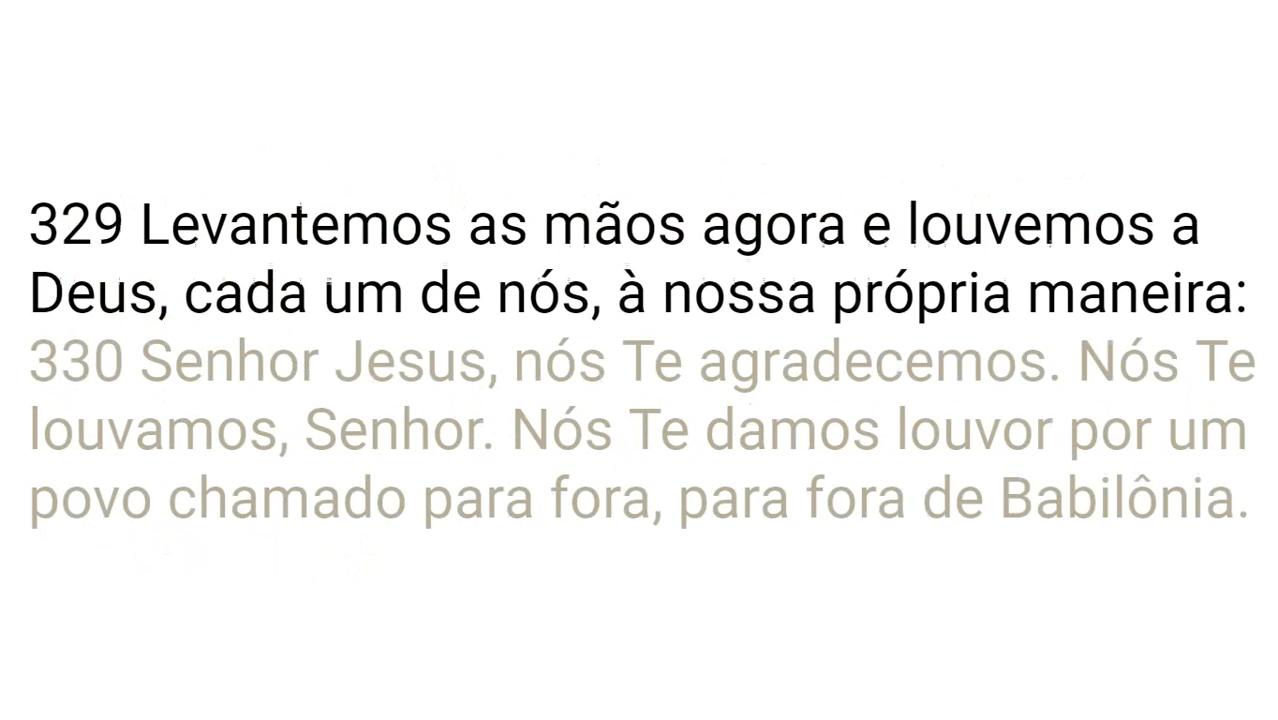 329 Levantemos as mãos agora e louvemos a
Deus, cada um de nós, à nossa própria maneira:
330 Senhor Jesus, nós Te agradecemos. Nós Te
louvamos, Senhor. Nós Te damos louvor por um
povo chamado para fora, para fora de Babilônia.